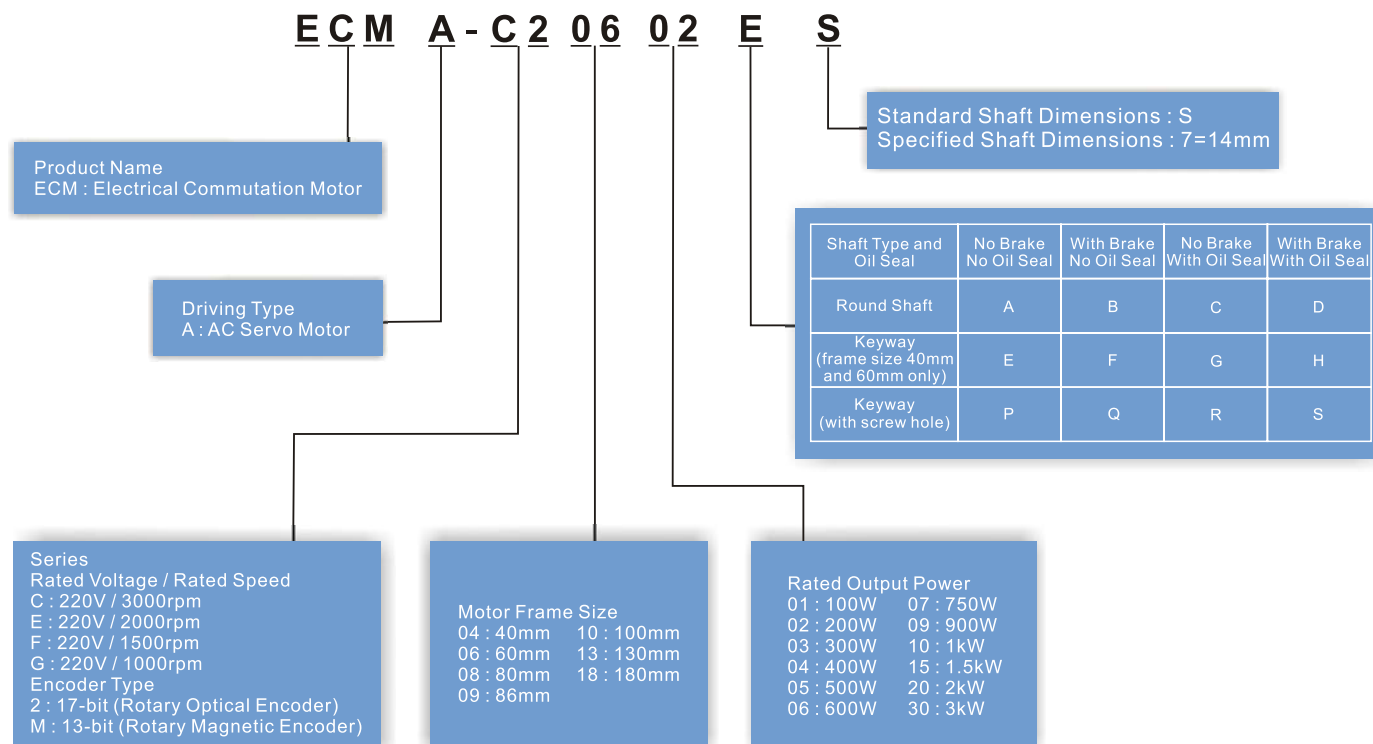 ECM A-C2 06 02 E S
Product Name
ECM : Electrical Commutation Motor
Driving Type
A : AC Servo Motor
Series
Rated Voltage / Rated Speed
C : 220V / 3000rpm
E : 220V / 2000rpm
F : 220V / 1500rpm
G : 220V / 1000rpm
Encoder Type
2 : 17-bit (Rotary Optical Encoder)
M : 13-bit (Rotary Magnetic Encoder)
Motor Frame Size
04 : 40mm 10 : 100mm
06 : 60mm 13 : 130mm
08 : 80mm 18 : 180mm
09 : 86mm
Rated Output Power
01 : 100W 07 : 750W
02 : 200W 09 : 900W
03 : 300W 10 : 1kW
04 : 400W 15 : 1.5kW
05 : 500W 20 : 2kW
06 : 600W 30 : 3kW
Standard Shaft Dimensions : S
Specified Shaft Dimensions : 7=14mm
Shaft Type and No Brake With Brake No Brake With Brake
Oil Seal No Oil Seal No Oil Seal With Oil Seal With Oil Seal
Round Shaft A B C D
Keyway
(frame size 40mm E F G H
and 60mm only)
Keyway
(with screw hole) P Q R S